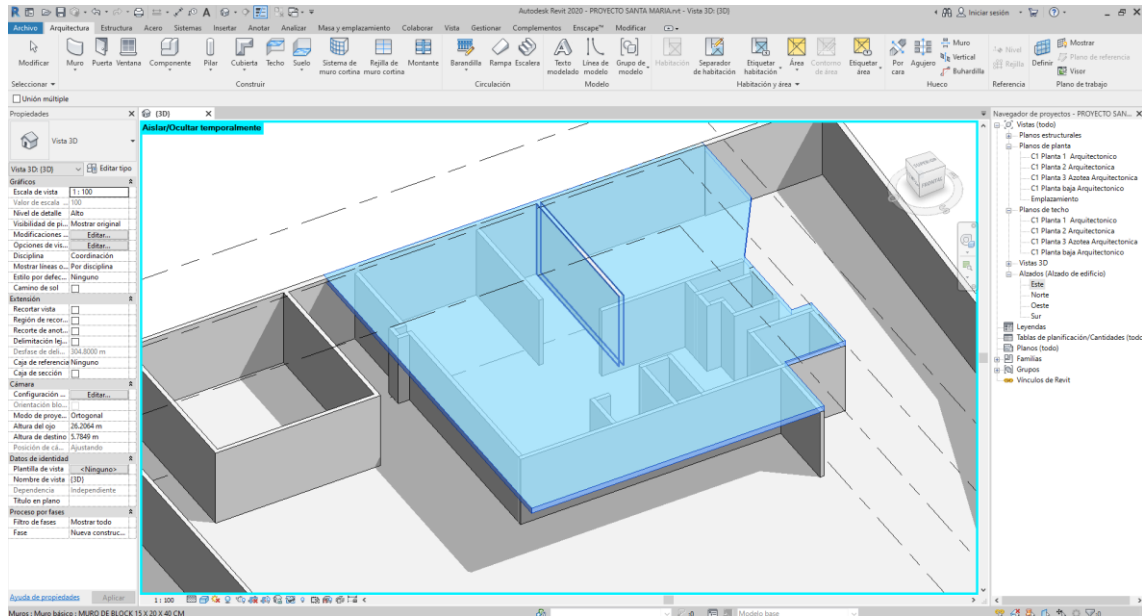 Autodesk Revit 2020 - PROYECTO SANTA MARIA.rvt - Vista 3D: {3D}
Iniciar sesión
Archivo Arquitectura Estructura Acero Sistemas Insertar Anotar Analizar Masa y emplazamiento Colaborar Vista Gestionar Complementos Enscape™ Modificar
Modificar Muro Puerta Ventana Componente Pilar Cubierta Techo Suelo Sistema de muro cortina Rejilla de muro cortina Montante Barandilla Rampa Escalera Texto modelado Línea de modelo Grupo de modelo Habitación Separador de habitación Etiquetar habitación Área Contorno de área Etiquetar área Por cara Agujero Muro Vertical Buhardilla Nivel Rejilla Definir Mostrar Plano de referencia Visor
Seleccionar Construir Circulación Modelo Habitación y área Hueco Referencia Plano de trabajo
Unión múltiple
Propiedades
Vista 3D
Vista 3D: {3D} Editar tipo
Gráficos
Escala de vista 1 : 100
Valor de escala ... 100
Nivel de detalle Alto
Visibilidad de pi... Mostrar original
Modificaciones ... Editar...
Opciones de vis... Editar...
Disciplina Coordinación
Mostrar líneas o... Por disciplina
Estilo por defec... Ninguno
Camino de sol
Extensión
Recortar vista
Región de recor...
Recorte de anot...
Delimitación lej...
Desfase de deli... 304.8000 m
Caja de referencia Ninguno
Caja de sección
Cámara
Configuración ... Editar...
Orientación blo...
Modo de proye... Ortogonal
Altura del ojo 26.2064 m
Altura de destino 5.7849 m
Posición de cá... Ajustando
Datos de identidad
Plantilla de vista <Ninguno>
Nombre de vista {3D}
Dependencia Independiente
Título en plano
Proceso por fases
Filtro de fases Mostrar todo
Fase Nueva construc...
Ayuda de propiedades Aplicar
{3D}
Aislar/Ocultar temporalmente
1 : 100
Navegador de proyectos - PROYECTO SAN...
Vistas (todo)
Planos estructurales
Planos de planta
C1 Planta 1 Arquitectonico
C1 Planta 2 Arquitectonica
C1 Planta 3 Azotea Arquitectonica
C1 Planta baja Arquitectonico
Emplazamiento
Planos de techo
C1 Planta 1 Arquitectonico
C1 Planta 2 Arquitectonica
C1 Planta 3 Azotea Arquitectonica
C1 Planta baja Arquitectonico
Vistas 3D
Alzados (Alzado de edificio)
Este
Norte
Oeste
Sur
Leyendas
Tablas de planificación/Cantidades (todo
Planos (todo)
Familias
Grupos
Vínculos de Revit
Muros : Muro básico : MURO DE BLOCK 15 X 20 X 40 CM
Modelo base